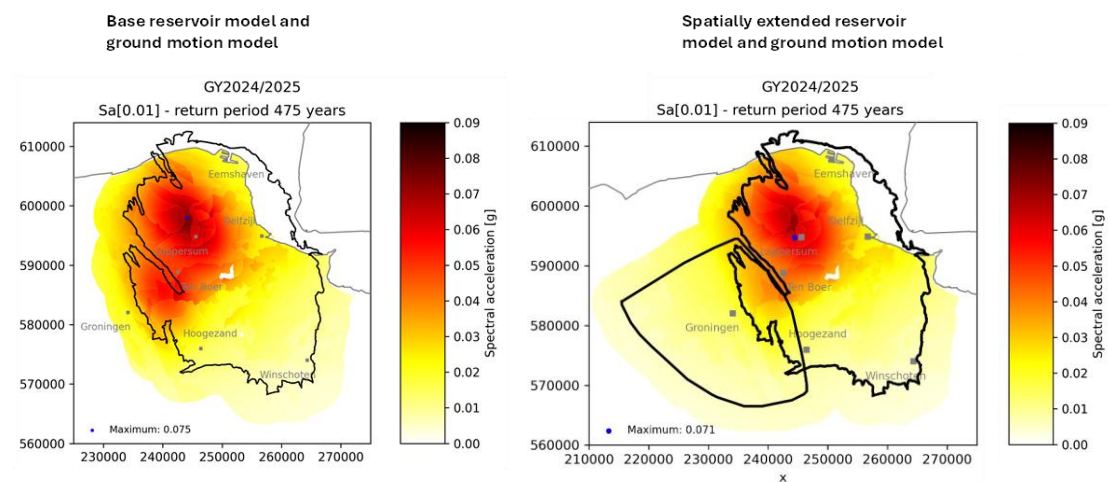 Base reservoir model and
ground motion model
GY2024/2025
Sa[0.01] - return period 475 years
610000
600000
590000
580000
570000
560000
230000 240000 250000 260000 270000
Eemshaven
Delfzijl
Loppersum
Ten Boer
Groningen
Hoogezand
Winschoten
Maximum: 0.075
0.09
0.08
0.07
0.06
0.05
0.04
0.03
0.02
0.01
0.00
Spectral acceleration [g]
Spatially extended reservoir
model and ground motion model
GY2024/2025
Sa[0.01] - return period 475 years
610000
600000
590000
580000
570000
560000
210000 220000 230000 240000 250000 260000 270000
x
Eemshaven
Delfzijl
Loppersum
Ten Boer
Groningen
Hoogezand
Winschoten
Maximum: 0.071
0.09
0.08
0.07
0.06
0.05
0.04
0.03
0.02
0.01
0.00
Spectral acceleration [g]